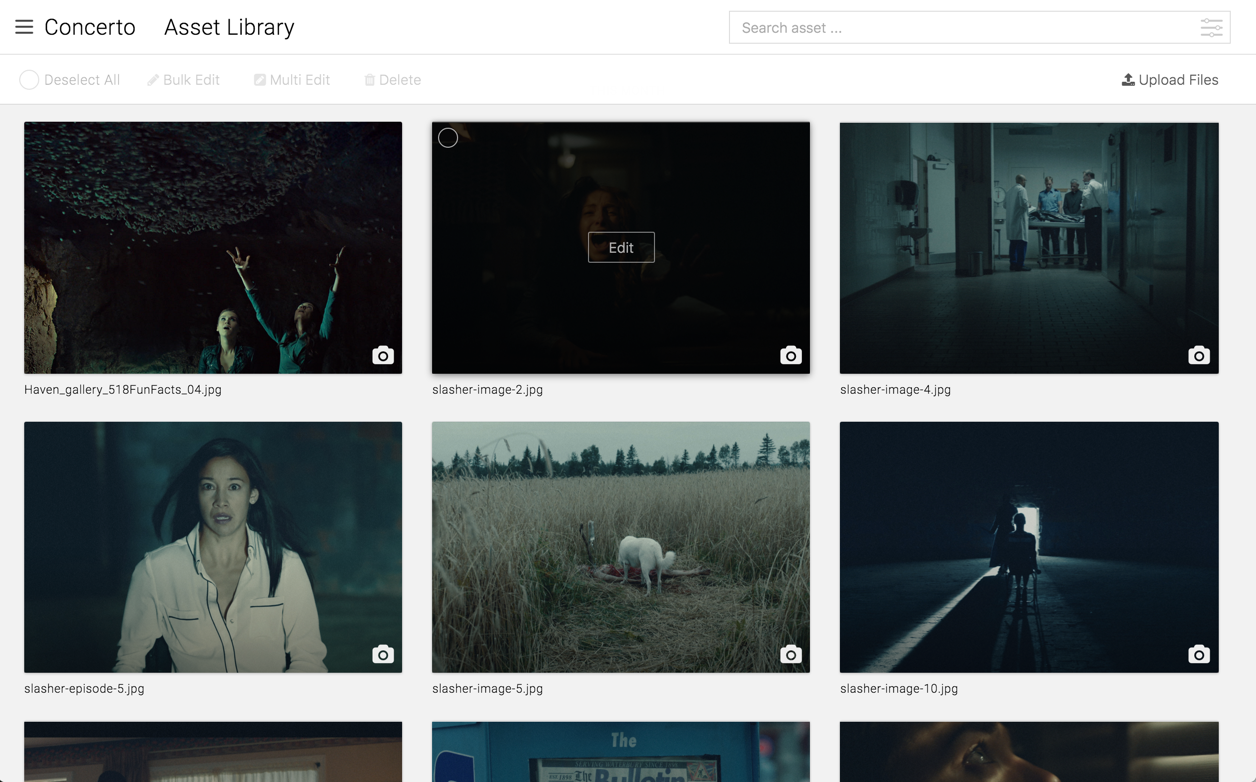 Concerto
Asset Library
Search asset ...
Deselect All
Bulk Edit
Multi Edit
Delete
Upload Files
Edit
Haven_gallery_518FunFacts_04.jpg
slasher-image-2.jpg
slasher-image-4.jpg
slasher-episode-5.jpg
slasher-image-5.jpg
slasher-image-10.jpg
The
The Bulletin